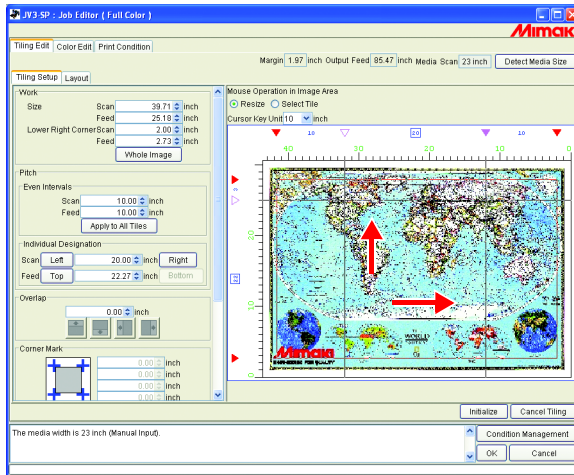 JV3-SP : Job Editor ( Full Color )
Mimaki
Tiling Edit Color Edit Print Condition
Margin 1.97 inch Output Feed 85.47 inch Media Scan 23 inch Detect Media Size
Tiling Setup Layout
Work
Size Scan 39.71 inch
Feed 25.18 inch
Lower Right Corner Scan 2.00 inch
Feed 2.73 inch
Whole Image
Pitch
Even Intervals
Scan 10.00 inch
Feed 10.00 inch
Apply to All Tiles
Individual Designation
Scan Left 20.00 inch Right
Feed Top 22.27 inch Bottom
Overlap
0.00 inch
Corner Mark
0.00 inch
0.00 inch
0.00 inch
0.00 inch
Mouse Operation in Image Area
Resize Select Tile
Cursor Key Unit 10 inch
10 20 10
40 30 20 10 0
20
10
0
WORLD
Mimaki
Initialize Cancel Tiling
The media width is 23 inch (Manual Input).
Condition Management
OK Cancel